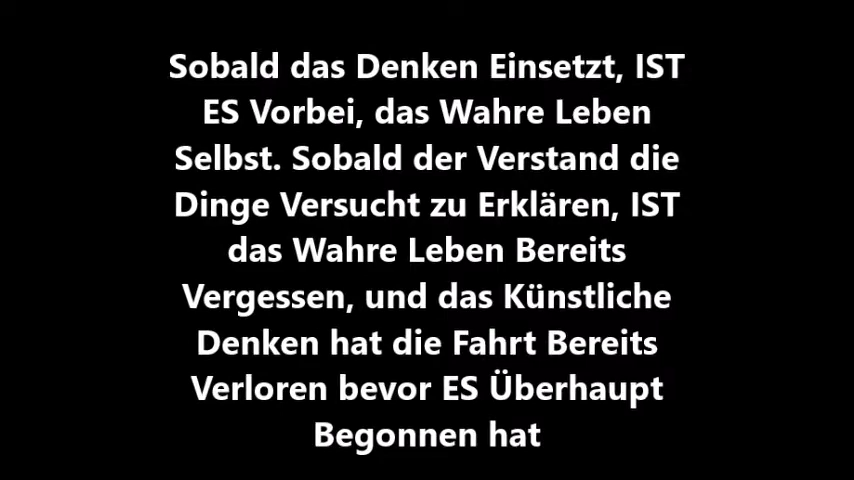 Sobald das Denken Einsetzt, IST
ES Vorbei, das Wahre Leben
Selbst. Sobald der Verstand die
Dinge Versucht zu Erklären, IST
das Wahre Leben Bereits
Vergessen, und das Künstliche
Denken hat die Fahrt Bereits
Verloren bevor ES Überhaupt
Begonnen hat